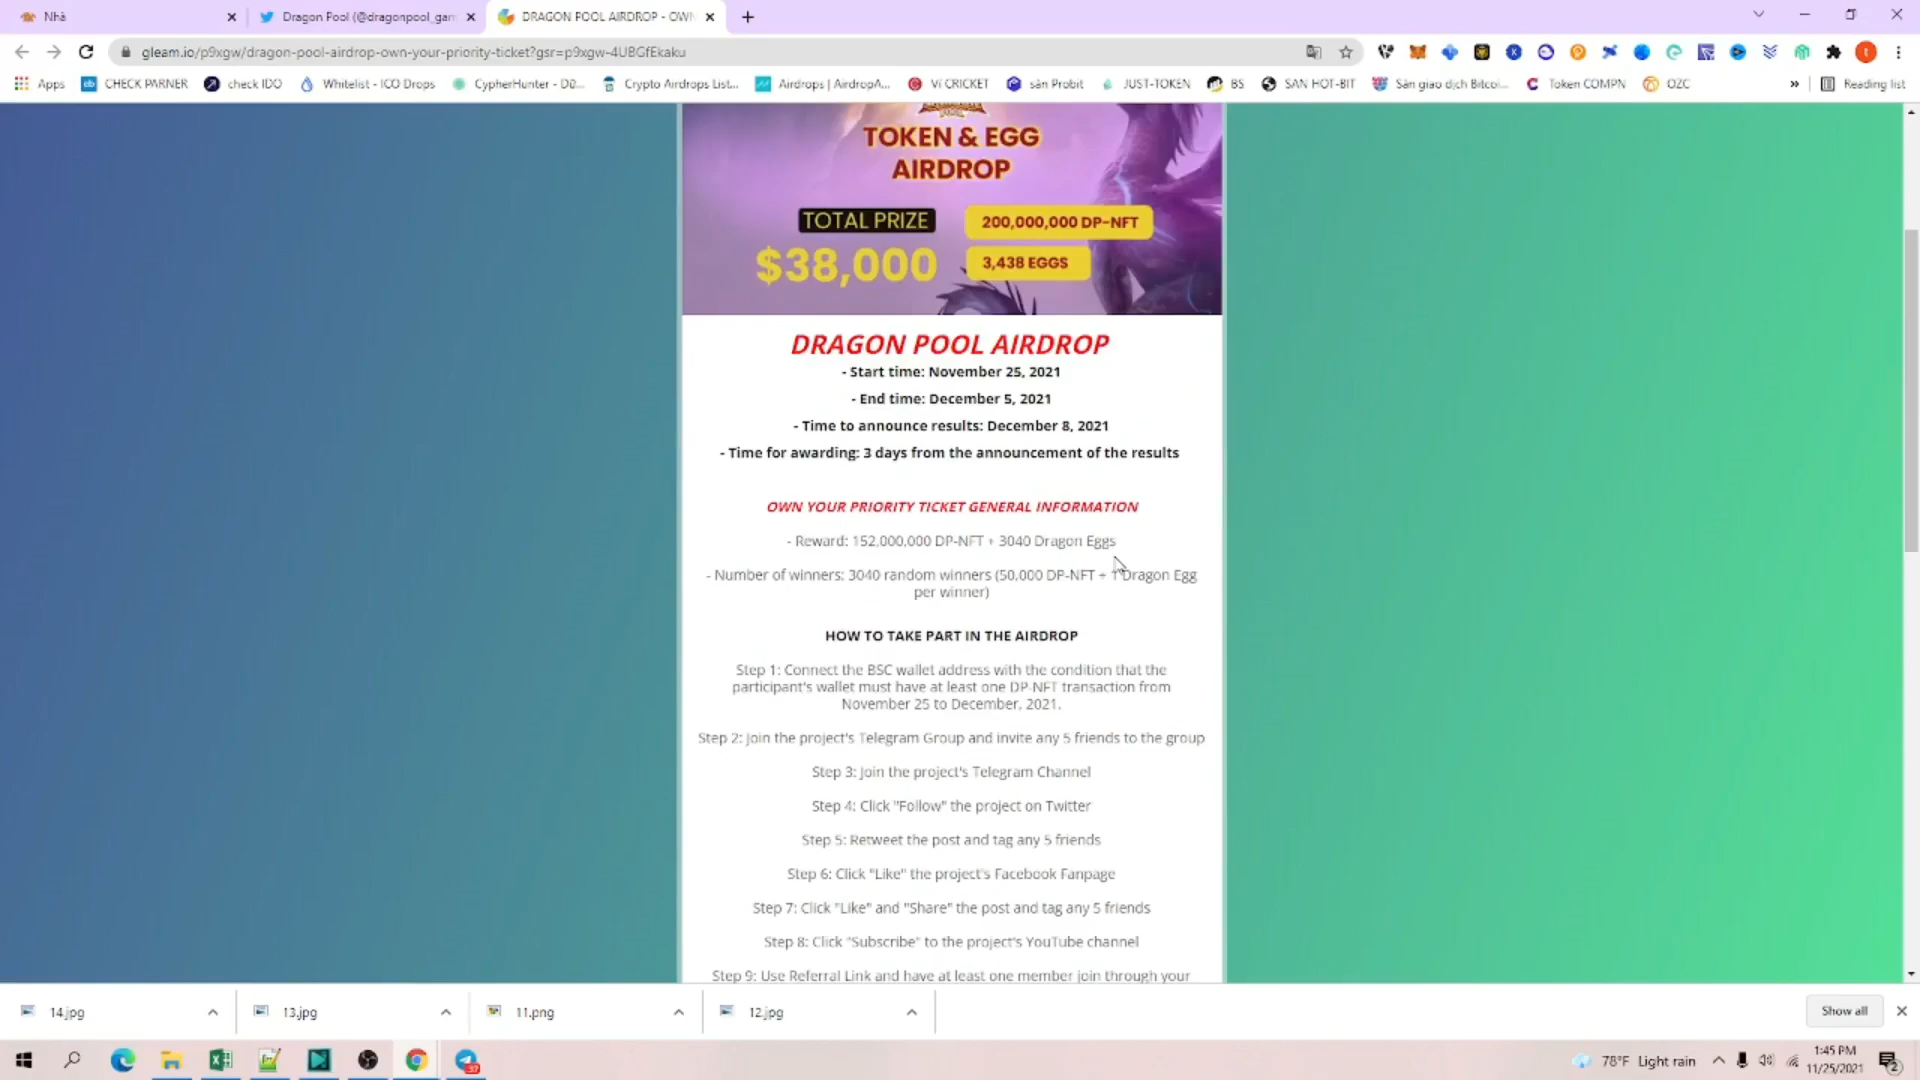 Nhà
Dragon Pool (@dragonpool_gam
DRAGON POOL AIRDROP - OWN
gleam.io/p9xgw/dragon-pool-airdrop-own-your-priority-ticket?gsr=p9xgw-4UBGfEkaku
Apps
CHECK PARNER
check IDO
Whitelist - ICO Drops
CypherHunter - Dữ...
Crypto Airdrops List...
Airdrops | AirdropA...
Ví CRICKET
sàn Probit
JUST-TOKEN
BS
SAN HOT-BIT
Sàn giao dịch Bitcoi...
Token COMPN
OZC
»
Reading list
TOKEN & EGG
AIRDROP
TOTAL PRIZE
200,000,000 DP-NFT
$38,000
3,438 EGGS
DRAGON POOL AIRDROP
- Start time: November 25, 2021
- End time: December 5, 2021
- Time to announce results: December 8, 2021
- Time for awarding: 3 days from the announcement of the results
OWN YOUR PRIORITY TICKET GENERAL INFORMATION
- Reward: 152,000,000 DP-NFT + 3040 Dragon Eggs
- Number of winners: 3040 random winners (50,000 DP-NFT + 1 Dragon Egg
per winner)
HOW TO TAKE PART IN THE AIRDROP
Step 1: Connect the BSC wallet address with the condition that the
participant's wallet must have at least one DP-NFT transaction from
November 25 to December, 2021.
Step 2: Join the project's Telegram Group and invite any 5 friends to the group
Step 3: Join the project's Telegram Channel
Step 4: Click "Follow" the project on Twitter
Step 5: Retweet the post and tag any 5 friends
Step 6: Click "Like" the project's Facebook Fanpage
Step 7: Click "Like" and "Share" the post and tag any 5 friends
Step 8: Click "Subscribe" to the project's YouTube channel
Step 9: Use Referral Link and have at least one member join through your
14.jpg
13.jpg
11.png
12.jpg
Show all
78°F Light rain
1:45 PM
11/25/2021